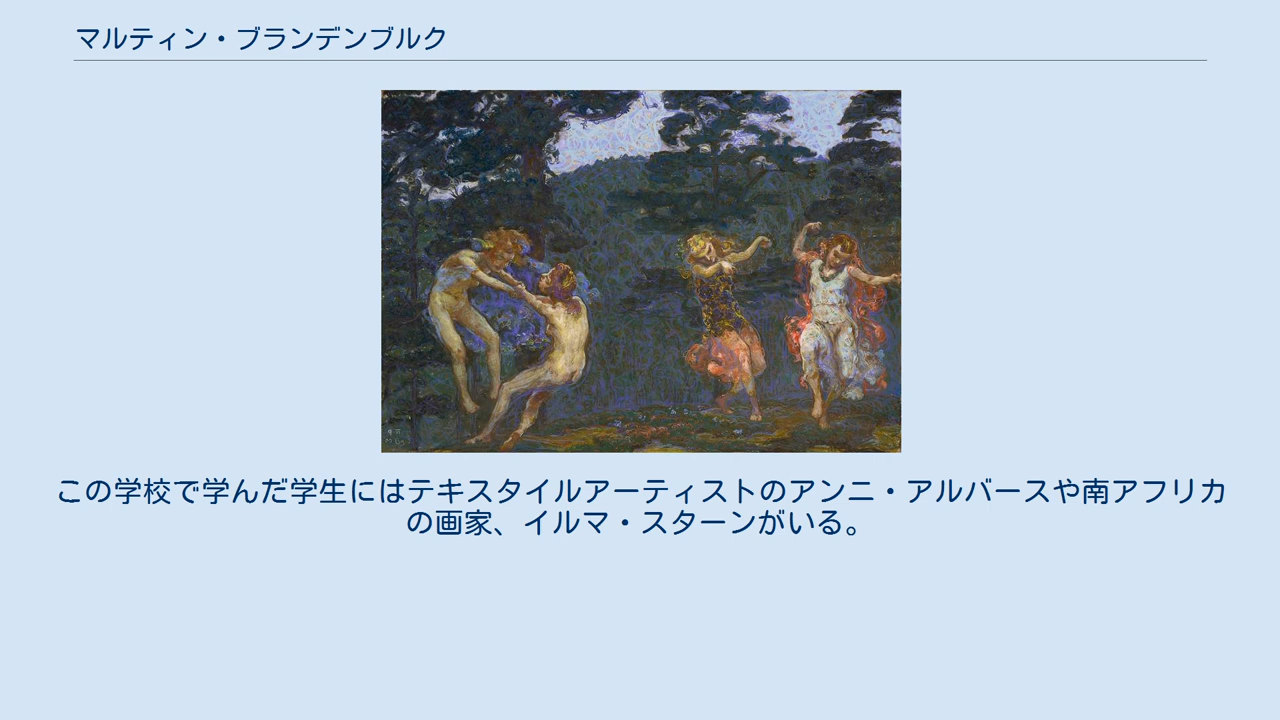 マルティン・ブランデンブルク
この学校で学んだ学生にはテキスタイルアーティストのアンニ・アルバースや南アフリカ
の画家、イルマ・スターンがいる。